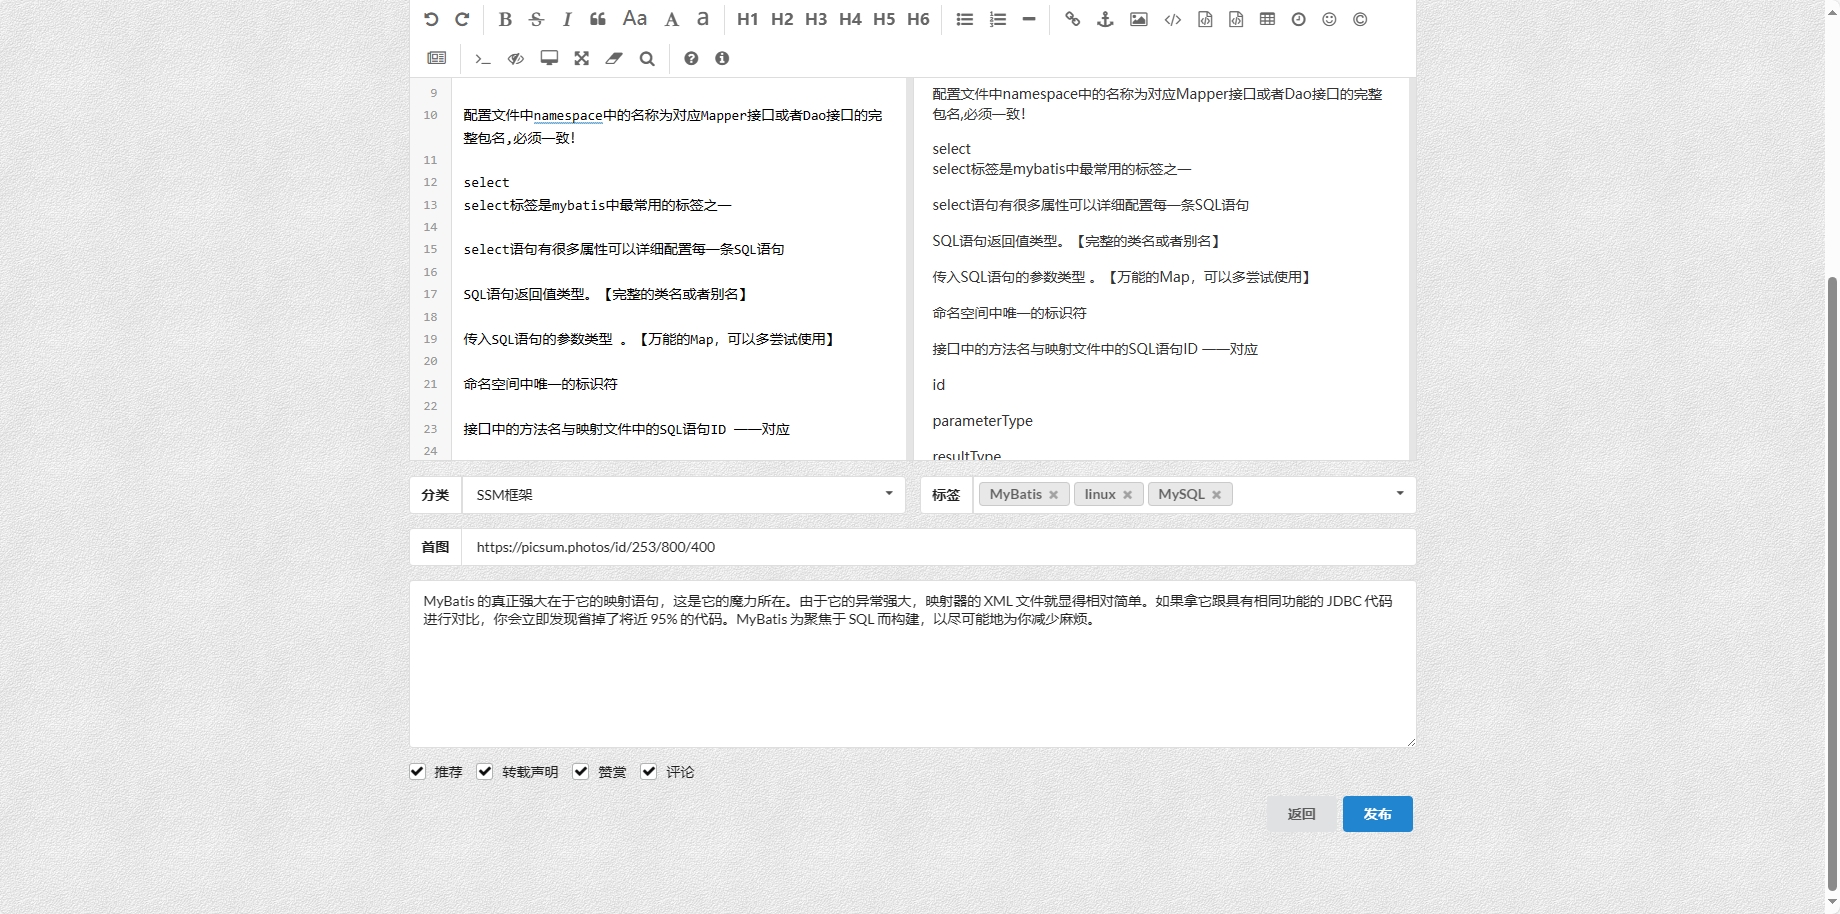 B S I Aa A a H1 H2 H3 H4 H5 H6
9
10 配置文件中namespace中的名称为对应Mapper接口或者Dao接口的完
整包名,必须一致！
11
12 select
13 select标签是mybatis中最常用的标签之一
14
15 select语句有很多属性可以详细配置每一条SQL语句
16
17 SQL语句返回值类型。【完整的类名或者别名】
18
19 传入SQL语句的参数类型 。【万能的Map，可以多尝试使用】
20
21 命名空间中唯一的标识符
22
23 接口中的方法名与映射文件中的SQL语句ID 一一对应
24
配置文件中namespace中的名称为对应Mapper接口或者Dao接口的完整
包名,必须一致！
select
select标签是mybatis中最常用的标签之一
select语句有很多属性可以详细配置每一条SQL语句
SQL语句返回值类型。【完整的类名或者别名】
传入SQL语句的参数类型 。【万能的Map，可以多尝试使用】
命名空间中唯一的标识符
接口中的方法名与映射文件中的SQL语句ID 一一对应
id
parameterType
resultType
分类 SSM框架
标签 MyBatis × linux × MySQL ×
首图 https://picsum.photos/id/253/800/400
MyBatis 的真正强大在于它的映射语句，这是它的魔力所在。由于它的异常强大，映射器的 XML 文件就显得相对简单。如果拿它跟具有相同功能的 JDBC 代码
进行对比，你会立即发现省掉了将近 95% 的代码。MyBatis 为聚焦于 SQL 而构建，以尽可能地为你减少麻烦。
推荐 转载声明 赞赏 评论
返回 发布